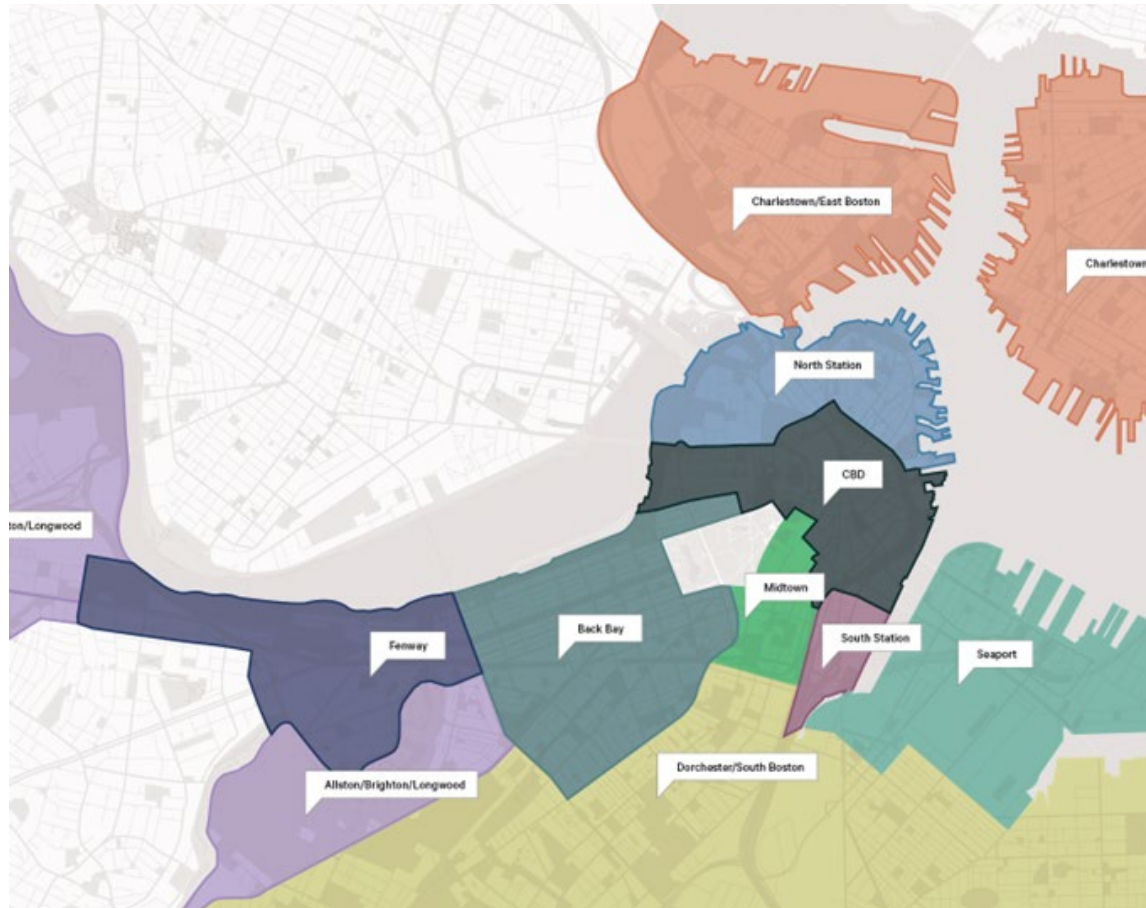 Charlestown/East Boston
Charlestown
North Station
CBD
ton/Longwood
Midtown
Back Bay
South Station
Fenway
Seaport
Dorchester/South Boston
Allston/Brighton/Longwood